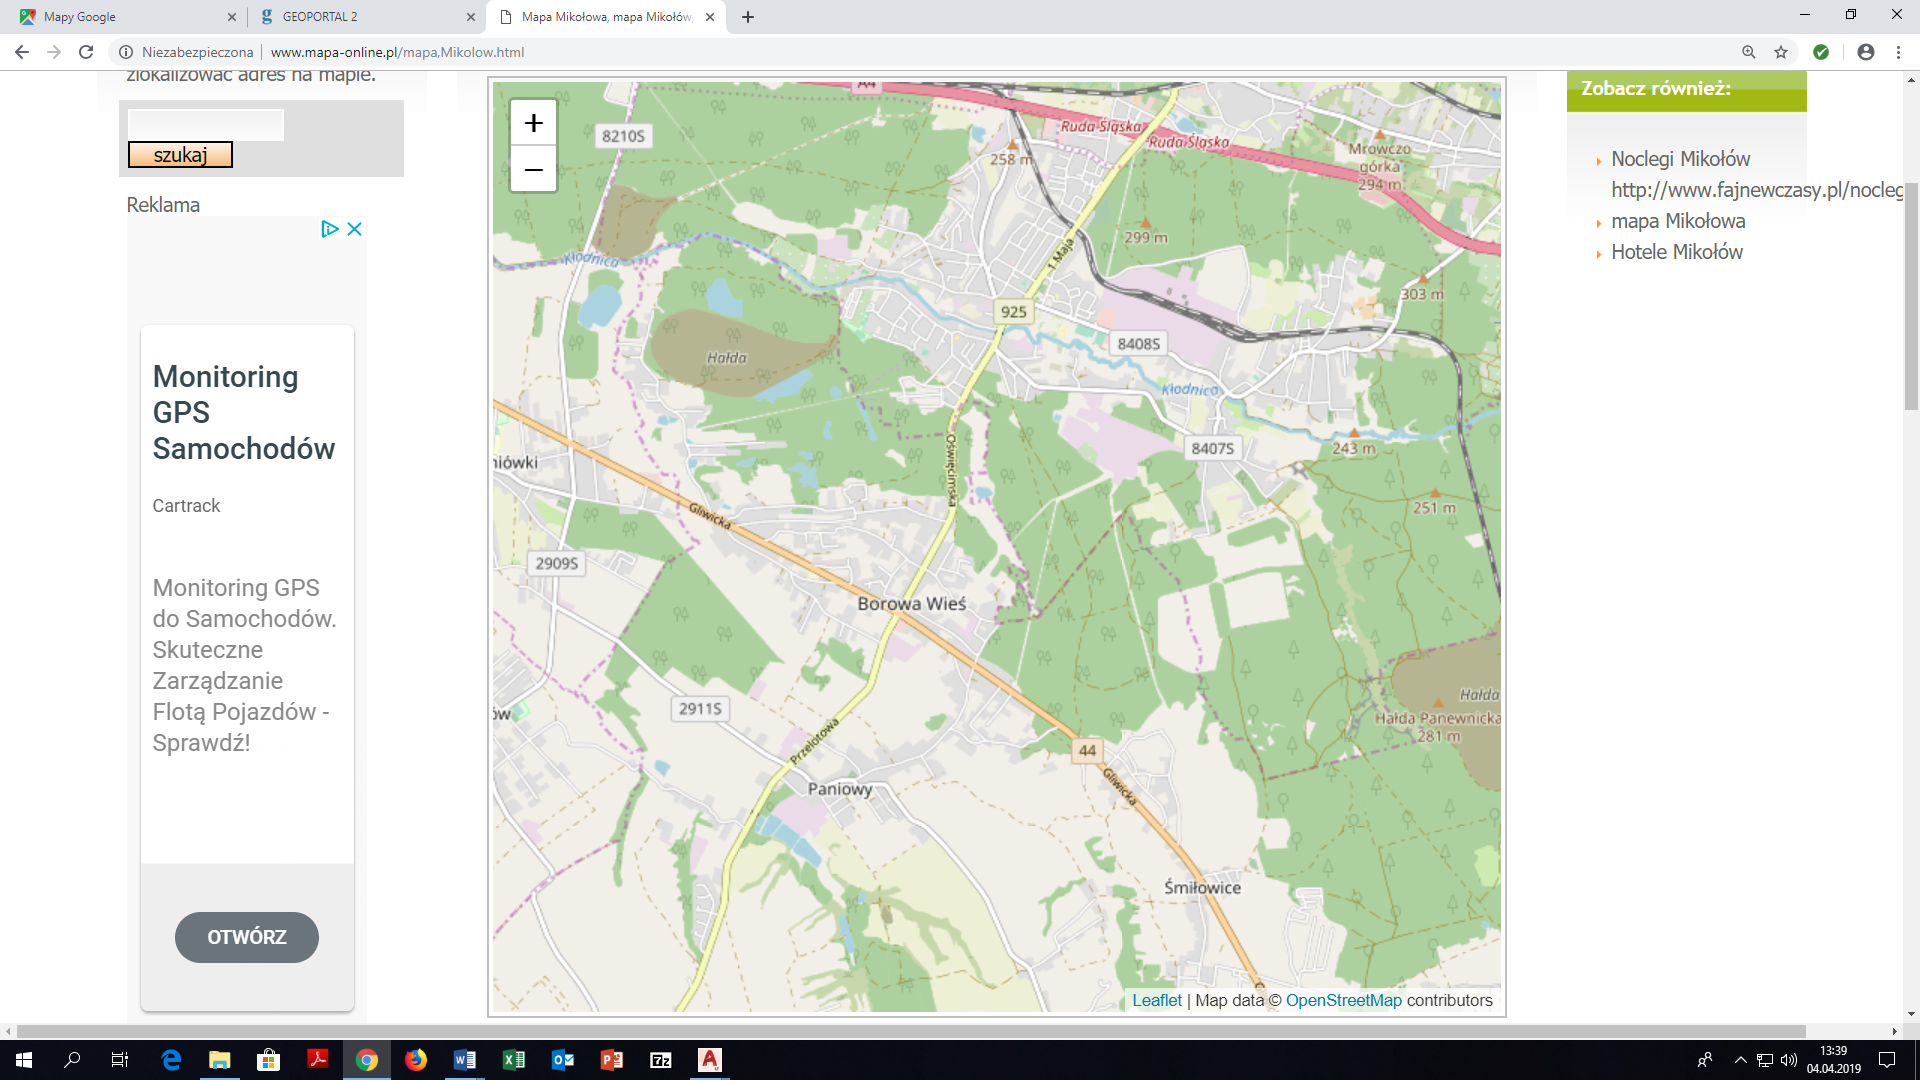 Mapy Google
GEOPORTAL 2
Mapa Mikołowa, mapa Mikołów,
Niezabezpieczona
www.mapa-online.pl/mapa,Mikolow.html
zlokalizować adres na mapie.
szukaj
Reklama
Monitoring
GPS
Samochodów
Cartrack
Monitoring GPS
do Samochodów.
Skuteczne
Zarządzanie
Flotą Pojazdów -
Sprawdź!
OTWÓRZ
+
−
A4
8210S
Ruda Śląska
Ruda-Śląska
258 m
Mrowczo
górka
294 m
299 m
1 Maja
Kłodnica
303 m
925
8408S
Hałda
Kłodnica
243 m
8407S
niówki
Oświęcimska
251 m
Gliwicka
2909S
Borowa Wieś
Hałda
2911S
ów
Hałda Panewnicka
281 m
Przelotowa
44
Gliwicka
Paniowy
Śmiłowice
Leaflet | Map data © OpenStreetMap contributors
Zobacz również:
Noclegi Mikołów
http://www.fajnewczasy.pl/nocleg
mapa Mikołowa
Hotele Mikołów
13:39
04.04.2019